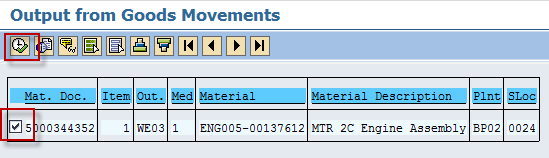 Output from Goods Movements
Mat. Doc. Item Out. Med Material Material Description Plnt SLoc
5000344352 1 WE03 1 ENG005-00137612 MTR 2C Engine Assembly BP02 0024